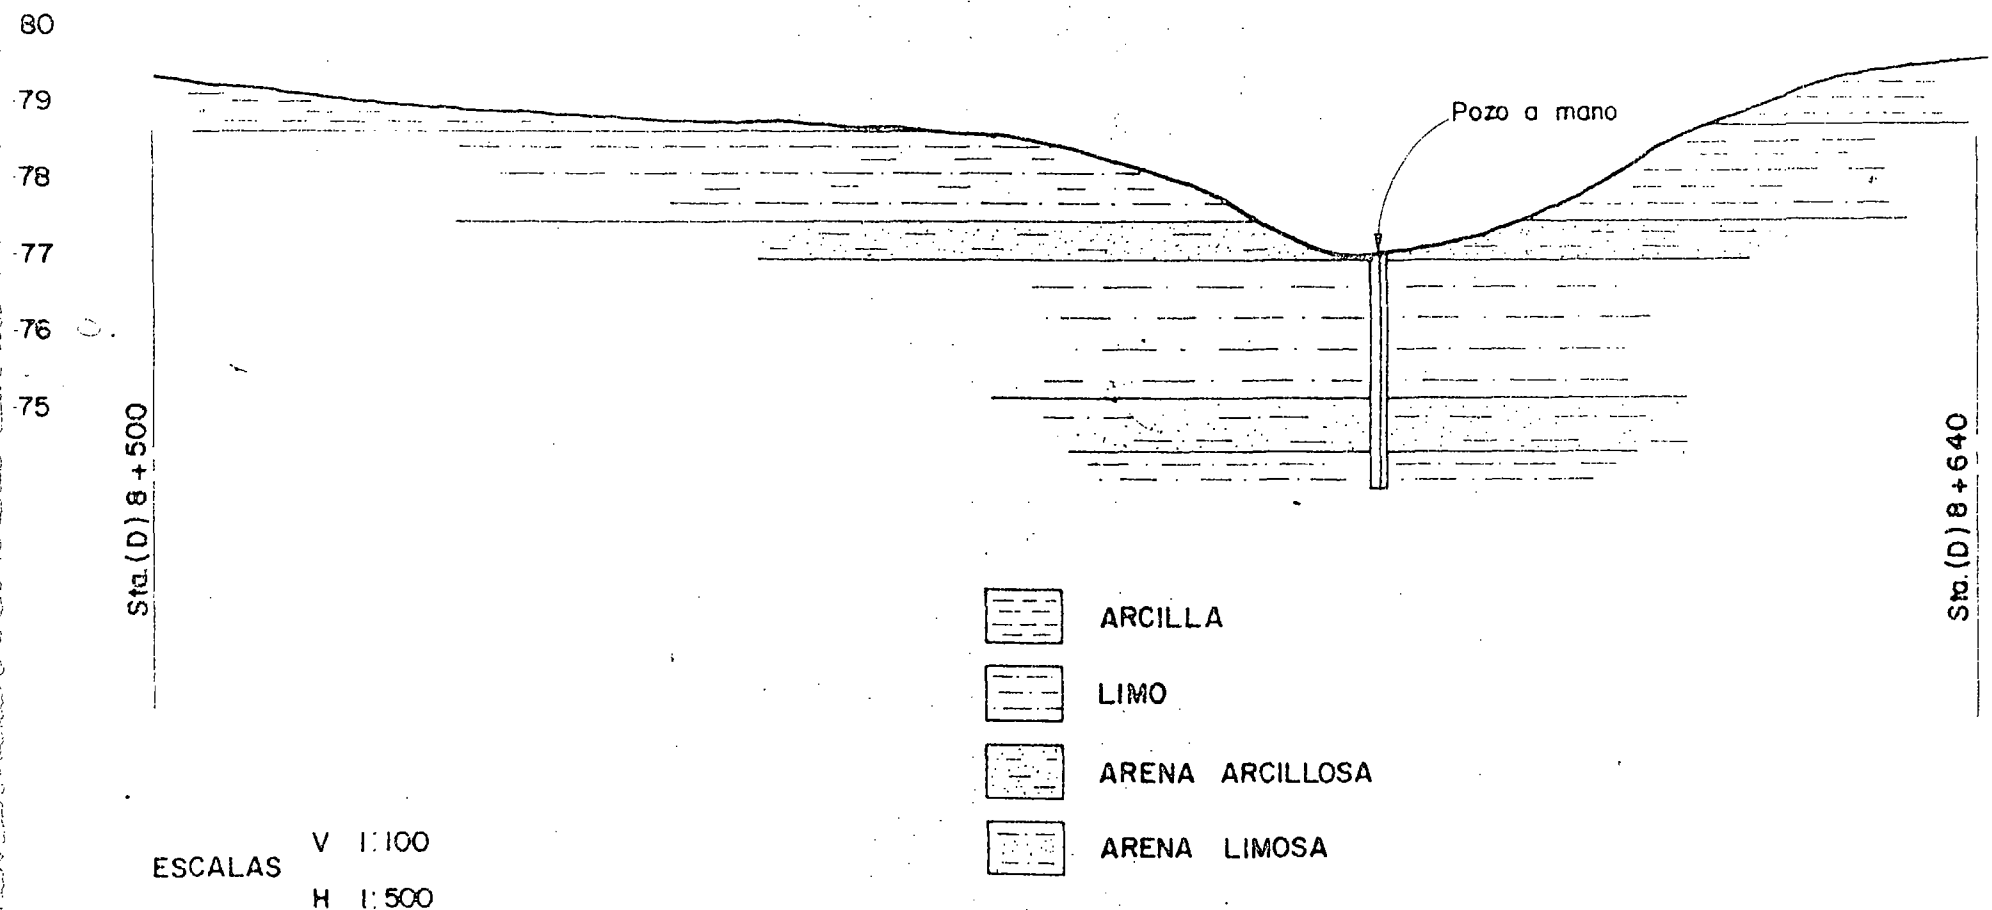 80
79
78
77
76
75
Pozo a mano
Sta.(D) 8+500
Sta.(D) 8+640
ARCILLA
LIMO
ARENA ARCILLOSA
ARENA LIMOSA
ESCALAS
V 1:100
H 1:500